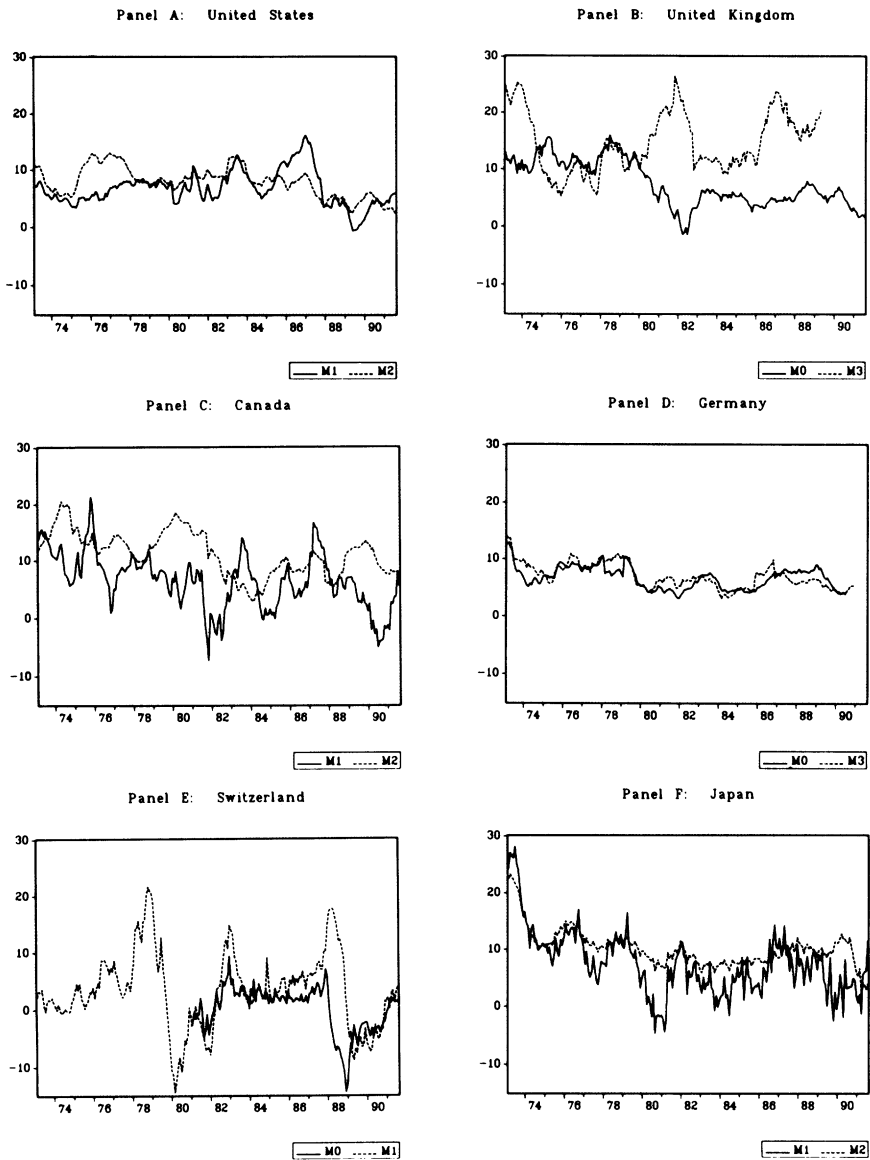 Panel A: United States
30
20
10
0
-10
74 76 78 80 82 84 86 88 90
M1 M2
Panel B: United Kingdom
30
20
10
0
-10
74 76 78 80 82 84 86 88 90
M0 M3
Panel C: Canada
30
20
10
0
-10
74 76 78 80 82 84 86 88 90
M1 M2
Panel D: Germany
30
20
10
0
-10
74 76 78 80 82 84 86 88 90
M0 M3
Panel E: Switzerland
30
20
10
0
-10
74 76 78 80 82 84 86 88 90
M0 M1
Panel F: Japan
30
20
10
0
-10
74 76 78 80 82 84 86 88 90
M1 M2